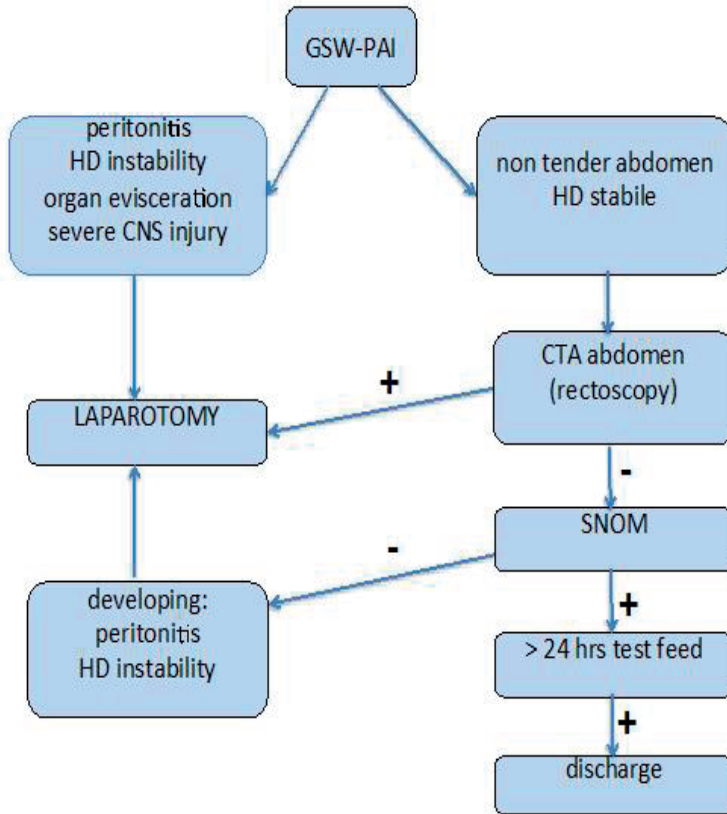 GSW-PAI
peritonitis
HD instability
organ evisceration
severe CNS injury
non tender abdomen
HD stabile
CTA abdomen
(rectoscopy)
+
LAPAROTOMY
-
SNOM
-
developing:
peritonitis
HD instability
+
> 24 hrs test feed
+
discharge